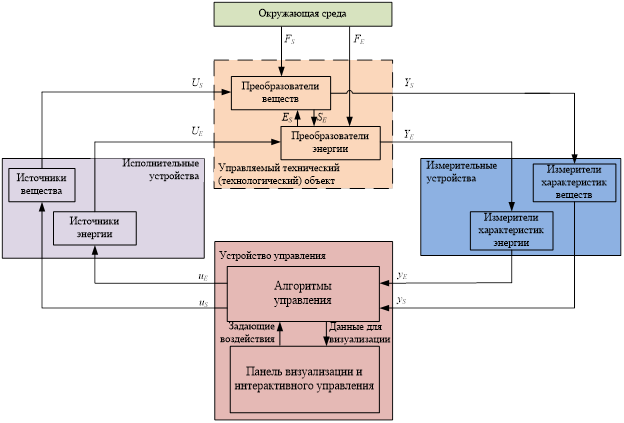 Окружающая среда
F_S
F_E
U_S
Преобразователи
веществ
Y_S
E_S
S_E
U_E
Преобразователи
энергии
Y_E
Управляемый технический
(технологический) объект
Исполнительные
устройства
Источники
вещества
Источники
энергии
Измерительные
устройства
Измерители
характеристик
веществ
Измерители
характеристик
энергии
Устройство управления
u_E
Алгоритмы
управления
y_E
u_S
y_S
Задающие
воздействия
Данные для
визуализации
Панель визуализации и
интерактивного управления